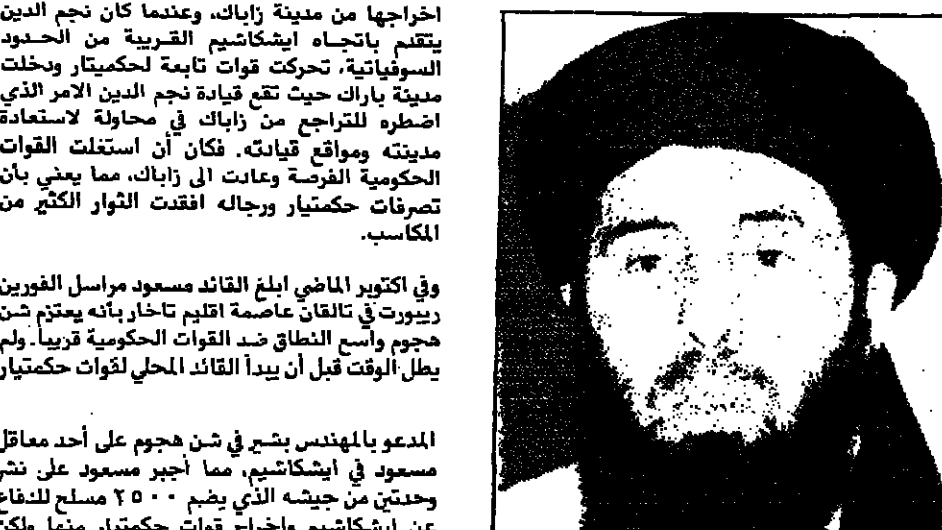 اخراجها من مدينة زاباك، وعندما كان نجم الدين
يتقدم باتجاه ايشكاشيم القريبة من الحدود
السوفياتية، تحركت قوات تابعة لحكميتار ودخلت
مدينة باراك حيث تقع قيادة نجم الدين الامر الذي
اضطره للتراجع من زاباك في محاولة لاستعادة
مدينته ومواقع قيادته. فكان أن استغلت القوات
الحكومية الفرصة وعادت الى زاباك، مما يعني بأن
تصرفات حكمتيار ورجاله افقدت الثوار الكثير من
المكاسب.
وفي اكتوبر الماضي ابلغ القائد مسعود مراسل الفورين
ريبورت في تالقان عاصمة اقليم تاخار بأنه يعتزم شن
هجوم واسع النطاق ضد القوات الحكومية قريباً. ولم
يطل الوقت قبل أن يبدأ القائد المحلي لقوات حكمتيار
المدعو بالمهندس بشير في شن هجوم على أحد معاقل
مسعود في ايشكاشيم، مما أجبر مسعود على نشر
وحدتين من جيشه الذي يضم ٢٥٠٠ مسلح للدفاع
عن ايشكاشيم واخراج قوات حكمتيار منها ولكن